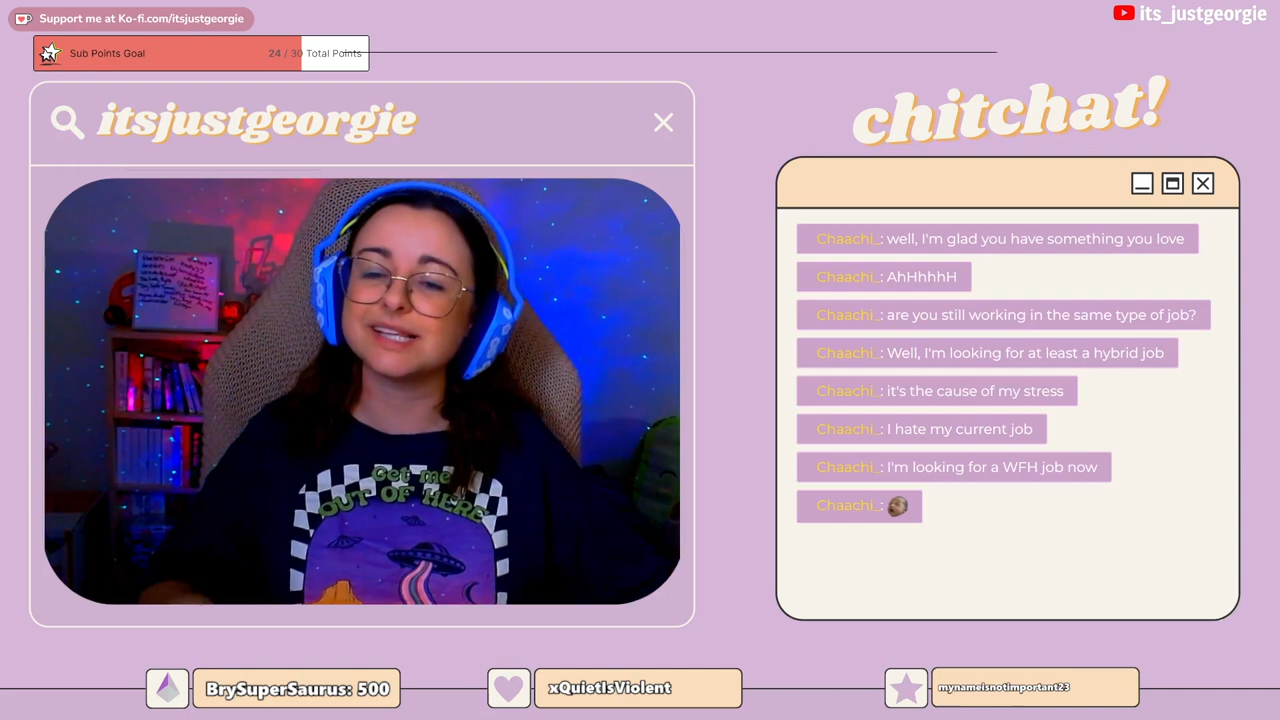 Support me at Ko-fi.com/itsjustgeorgie
its_justgeorgie
Sub Points Goal
24 / 30 Total Points
itsjustgeorgie
chitchat!
Chaachi_: well, I'm glad you have something you love
Chaachi_: AhHhhhH
Chaachi_: are you still working in the same type of job?
Chaachi_: Well, I'm looking for at least a hybrid job
Chaachi_: it's the cause of my stress
Chaachi_: I hate my current job
Chaachi_: I'm looking for a WFH job now
Chaachi_:
Get me
OUT OF HERE
BrySuperSaurus: 500
xQuietIsViolent
mynameisnotimportant23